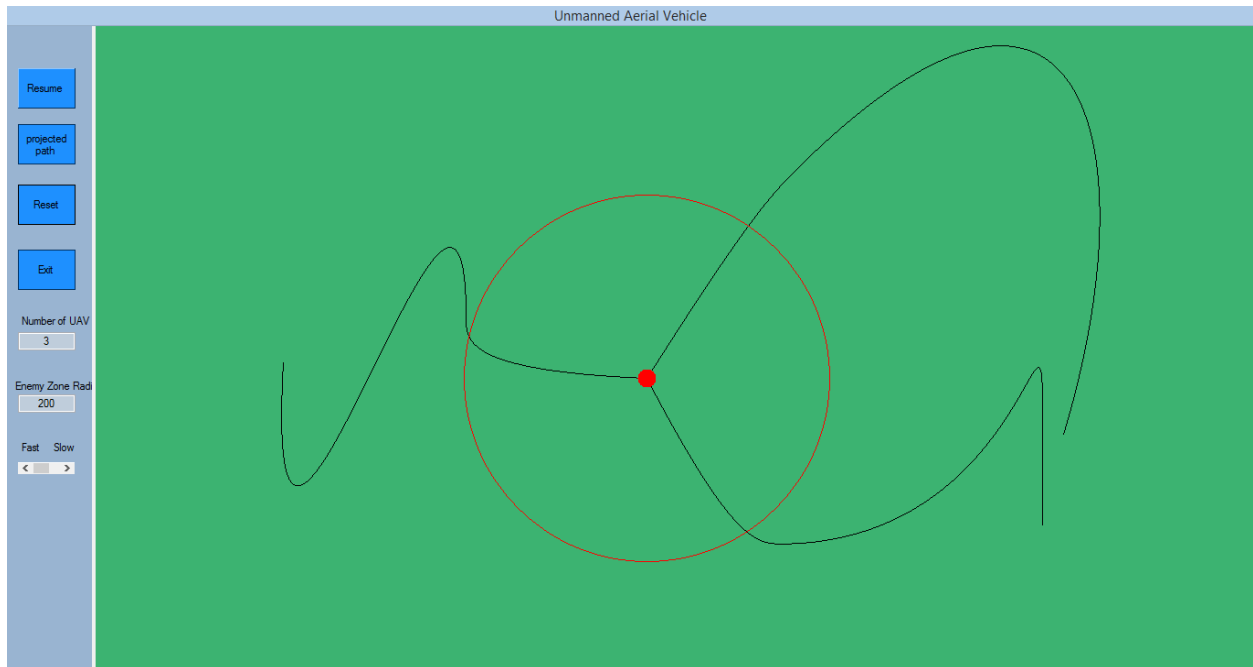 Unmanned Aerial Vehicle
Resume
projected
path
Reset
Exit
Number of UAV
3
Enemy Zone Radi
200
Fast Slow